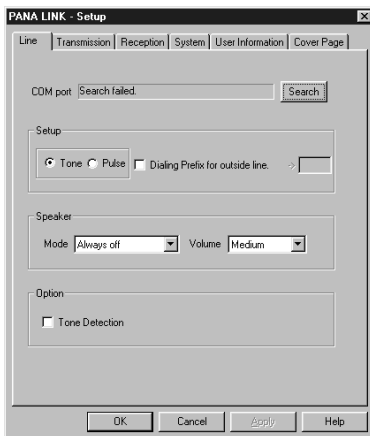 PANA LINK - Setup
Line Transmission Reception System User Information Cover Page
COM port Search failed. Search
Setup
Tone Pulse Dialing Prefix for outside line. ->
Speaker
Mode Always off Volume Medium
Option
Tone Detection
OK Cancel Apply Help